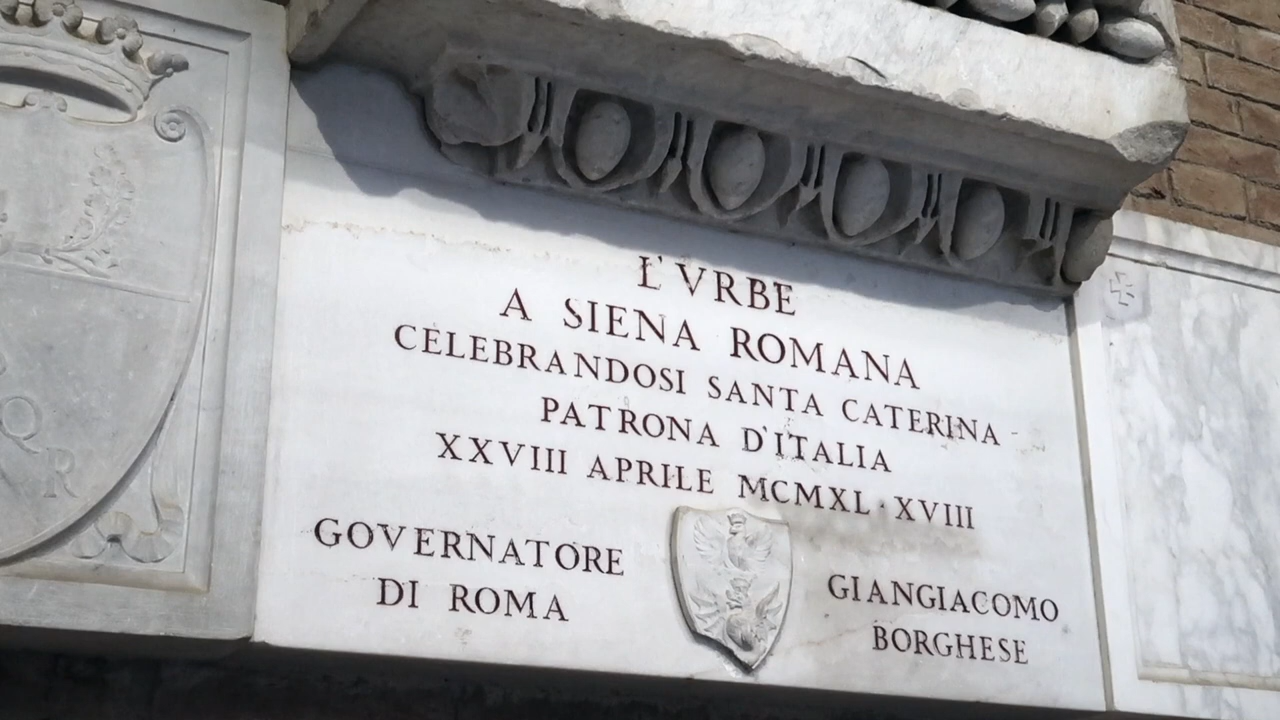 L'VRBE
A SIENA ROMANA
CELEBRANDOSI SANTA CATERINA
PATRONA D'ITALIA
XXVIII APRILE MCMXL·XVIII
GOVERNATORE
DI ROMA
GIANGIACOMO
BORGHESE
Q R